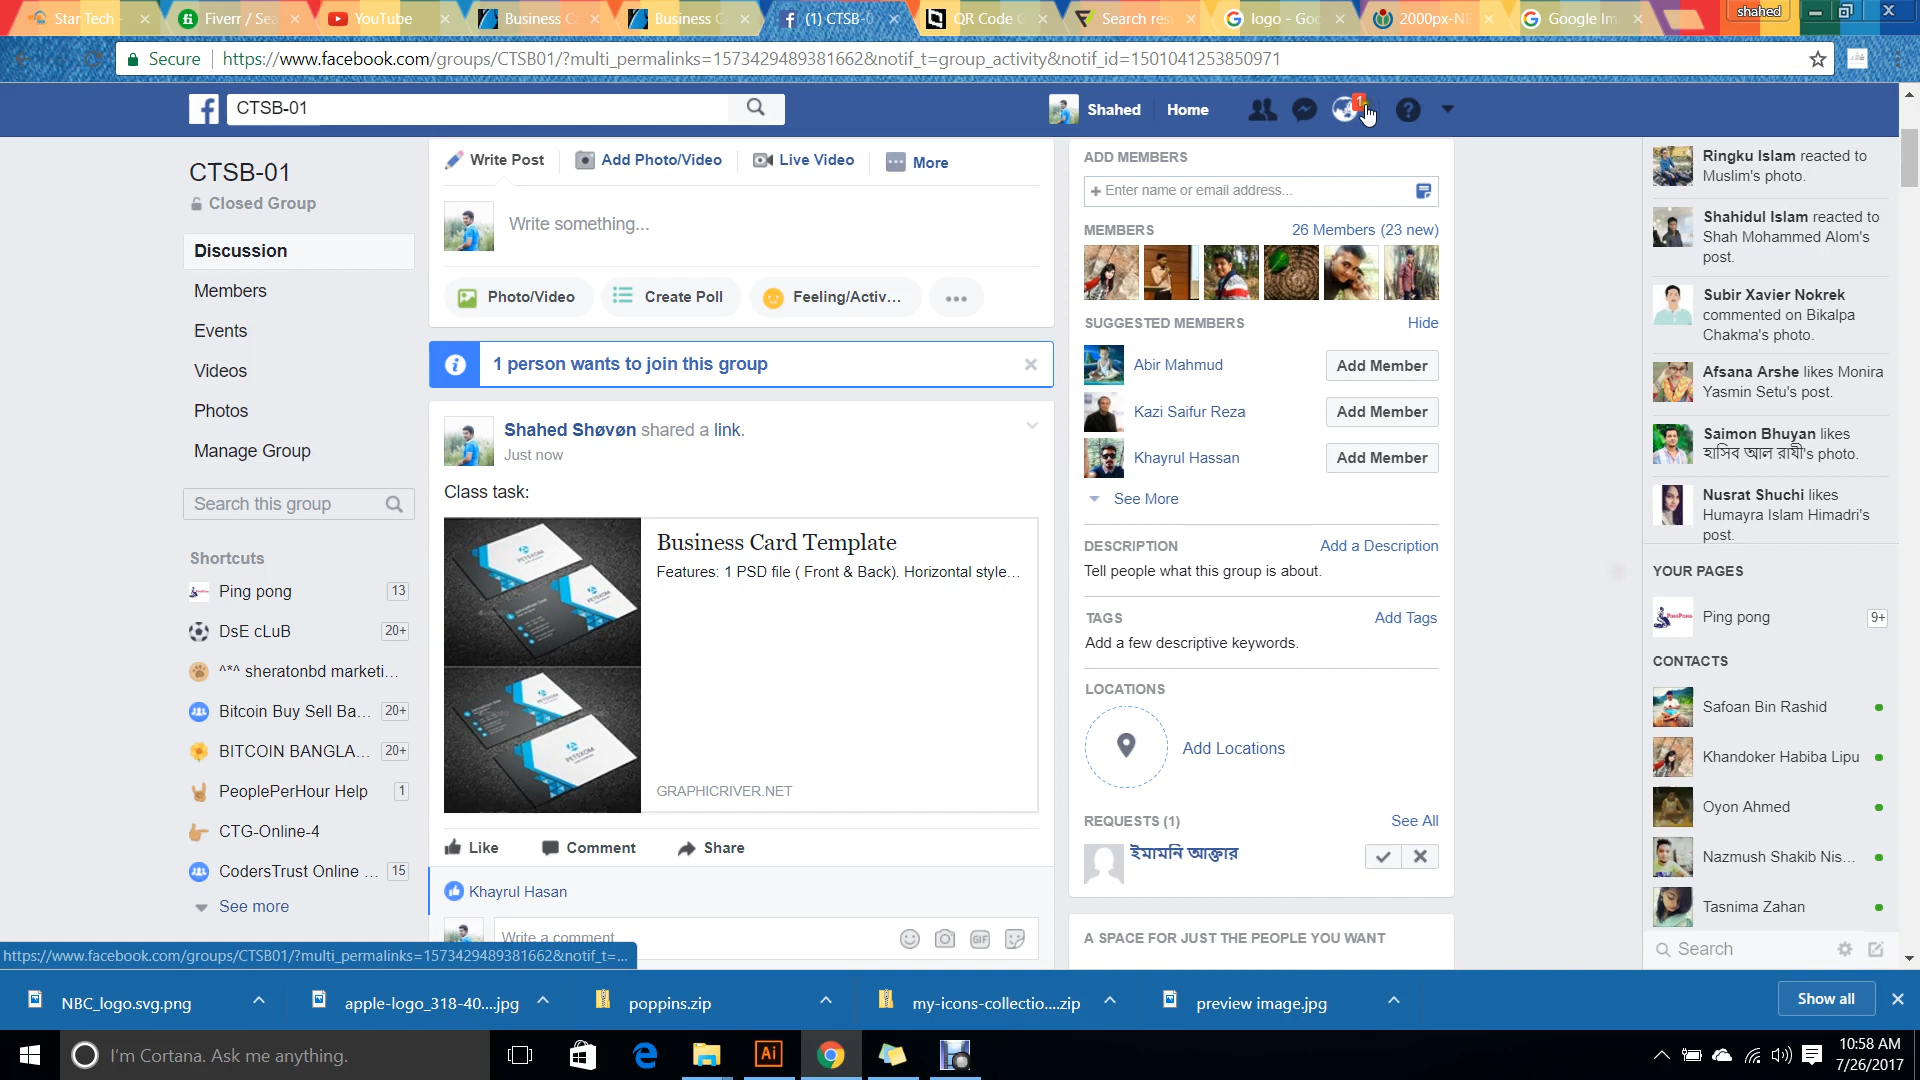 Star Tech
Fiverr / Sea
YouTube
Business C
Business C
(1) CTSB-0
QR Code G
Search res
logo - Goo
2000px-NB
Google Im
shahed
Secure
https://www.facebook.com/groups/CTSB01/?multi_permalinks=1573429489381662&notif_t=group_activity&notif_id=1501041253850971
CTSB-01
Shahed
Home
1
CTSB-01
Closed Group
Discussion
Members
Events
Videos
Photos
Manage Group
Search this group
Shortcuts
Ping pong 13
DsE cLuB 20+
^*^ sheratonbd marketi...
Bitcoin Buy Sell Ba... 20+
BITCOIN BANGLA... 20+
PeoplePerHour Help 1
CTG-Online-4
CodersTrust Online ... 15
See more
Write Post
Add Photo/Video
Live Video
More
Write something...
Photo/Video
Create Poll
Feeling/Activ...
1 person wants to join this group
Shahed Shøvøn shared a link.
Just now
Class task:
Business Card Template
Features: 1 PSD file ( Front & Back). Horizontal style...
GRAPHICRIVER.NET
Like
Comment
Share
Khayrul Hasan
Write a comment
GIF
ADD MEMBERS
+ Enter name or email address...
MEMBERS
26 Members (23 new)
SUGGESTED MEMBERS
Hide
Abir Mahmud
Add Member
Kazi Saifur Reza
Add Member
Khayrul Hassan
Add Member
See More
DESCRIPTION
Add a Description
Tell people what this group is about.
TAGS
Add Tags
Add a few descriptive keywords.
LOCATIONS
Add Locations
REQUESTS (1)
See All
ইমামনি আক্তার
A SPACE FOR JUST THE PEOPLE YOU WANT
Ringku Islam reacted to
Muslim's photo.
Shahidul Islam reacted to
Shah Mohammed Alom's
post.
Subir Xavier Nokrek
commented on Bikalpa
Chakma's photo.
Afsana Arshe likes Monira
Yasmin Setu's post.
Saimon Bhuyan likes
হাসিব আল রাযী's photo.
Nusrat Shuchi likes
Humayra Islam Himadri's
post.
YOUR PAGES
Ping pong 9+
CONTACTS
Safoan Bin Rashid
Khandoker Habiba Lipu
Oyon Ahmed
Nazmush Shakib Nis...
Tasnima Zahan
Search
https://www.facebook.com/groups/CTSB01/?multi_permalinks=1573429489381662&notif_t=...
NBC_logo.svg.png
apple-logo_318-40....jpg
poppins.zip
my-icons-collectio....zip
preview image.jpg
Show all
I'm Cortana. Ask me anything.
Ai
10:58 AM
7/26/2017